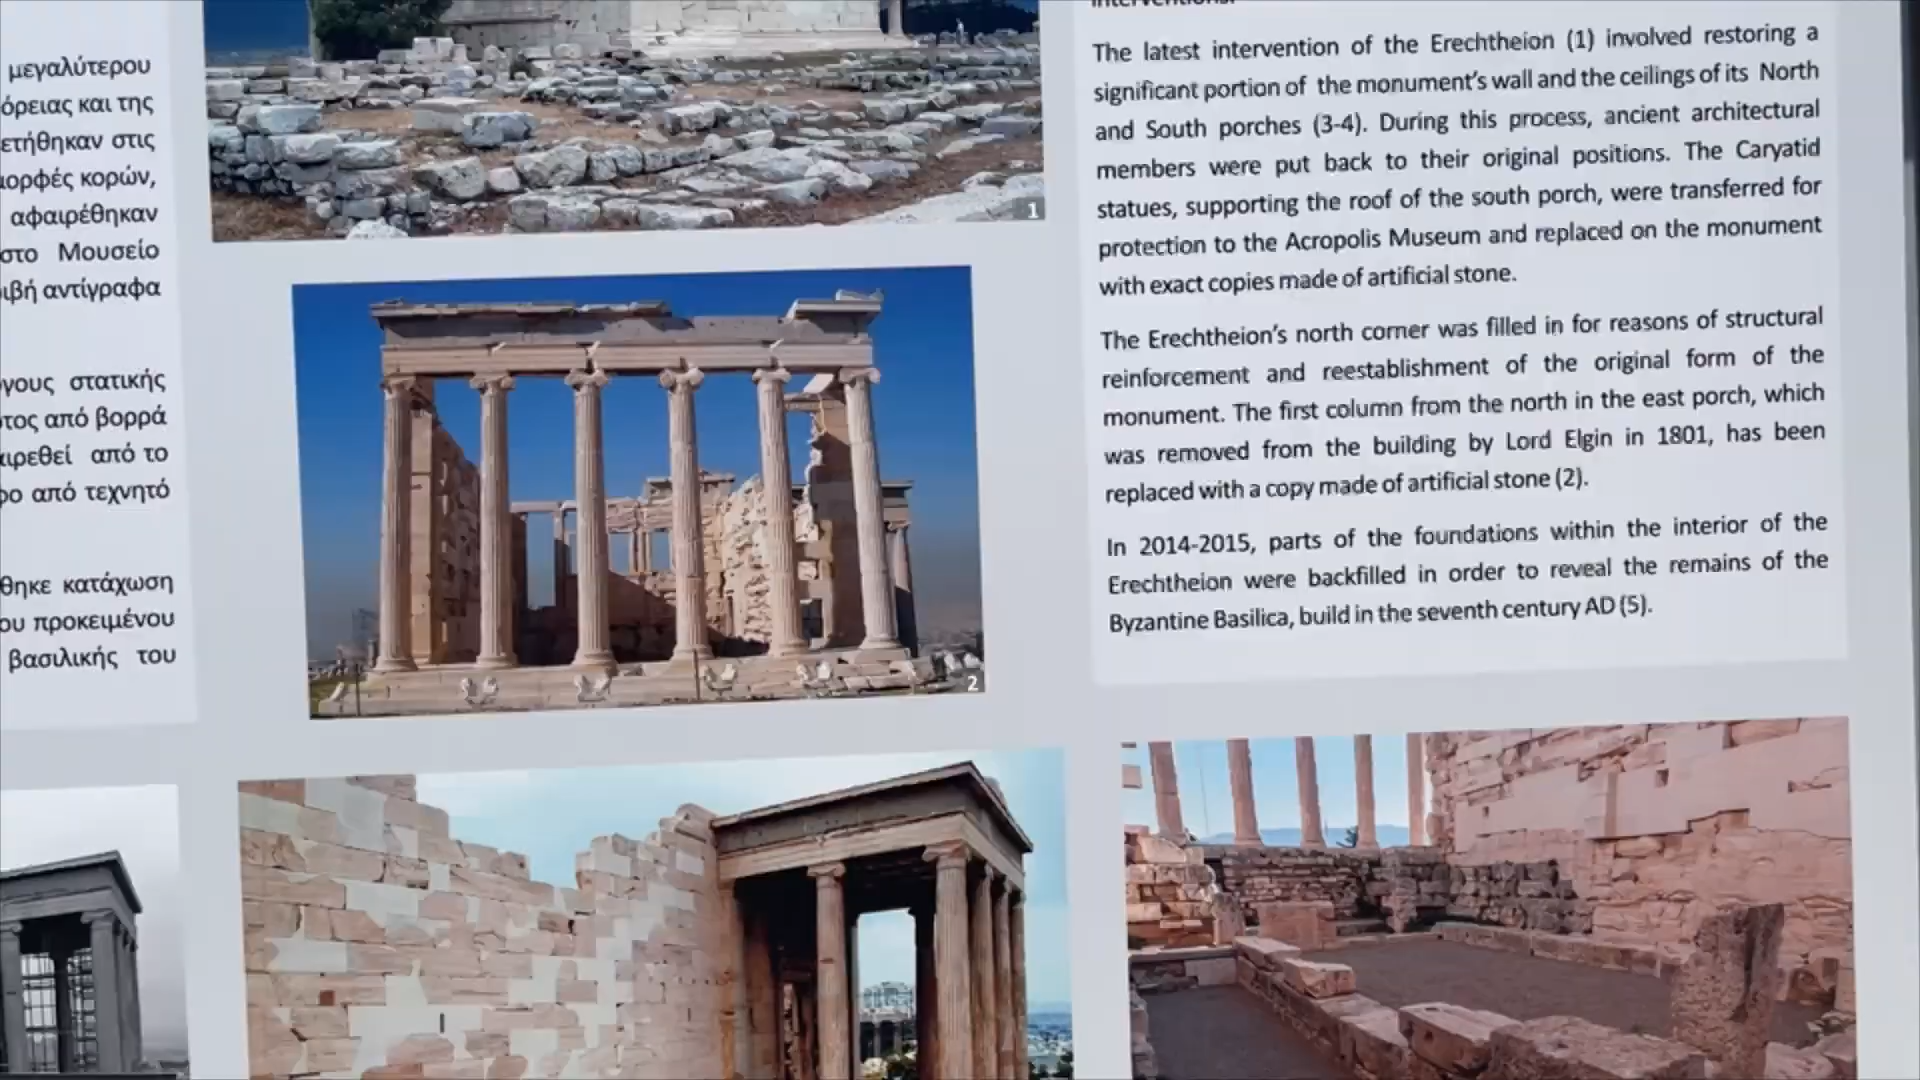 μεγαλύτερου
όρειας και της
ετήθηκαν στις
μορφές κορών,
αφαιρέθηκαν
στο Μουσείο
αντίγραφα
γους στατικής
τος από βορρά
ιρεθεί από το
ρο από τεχνητό
θηκε κατάχωση
ου προκειμένου
βασιλικής του
1
2
interventions.
The latest intervention of the Erechtheion (1) involved restoring a
significant portion of the monument's wall and the ceilings of its North
and South porches (3-4). During this process, ancient architectural
members were put back to their original positions. The Caryatid
statues, supporting the roof of the south porch, were transferred for
protection to the Acropolis Museum and replaced on the monument
with exact copies made of artificial stone.
The Erechtheion's north corner was filled in for reasons of structural
reinforcement and reestablishment of the original form of the
monument. The first column from the north in the east porch, which
was removed from the building by Lord Elgin in 1801, has been
replaced with a copy made of artificial stone (2).
In 2014-2015, parts of the foundations within the interior of the
Erechtheion were backfilled in order to reveal the remains of the
Byzantine Basilica, build in the seventh century AD (5).